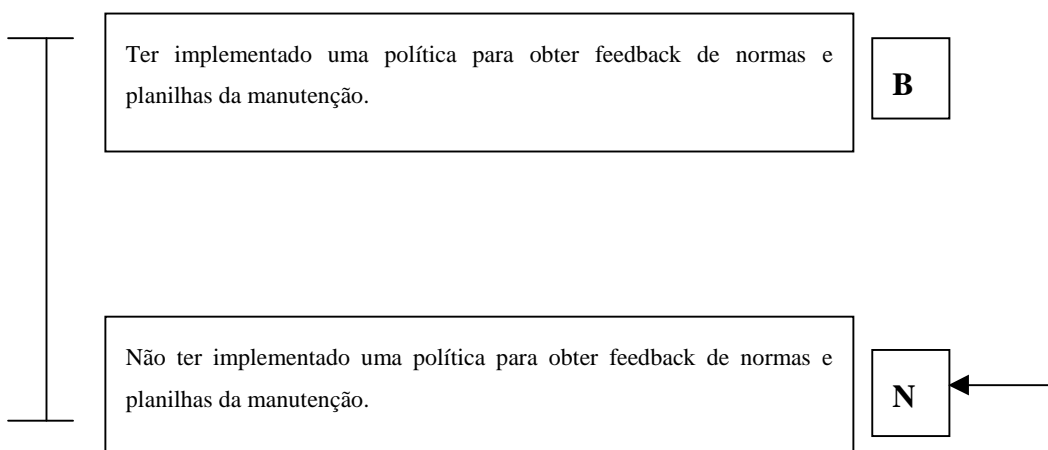 Ter implementado uma política para obter feedback de normas e
planilhas da manutenção.
B
Não ter implementado uma política para obter feedback de normas e
planilhas da manutenção.
N